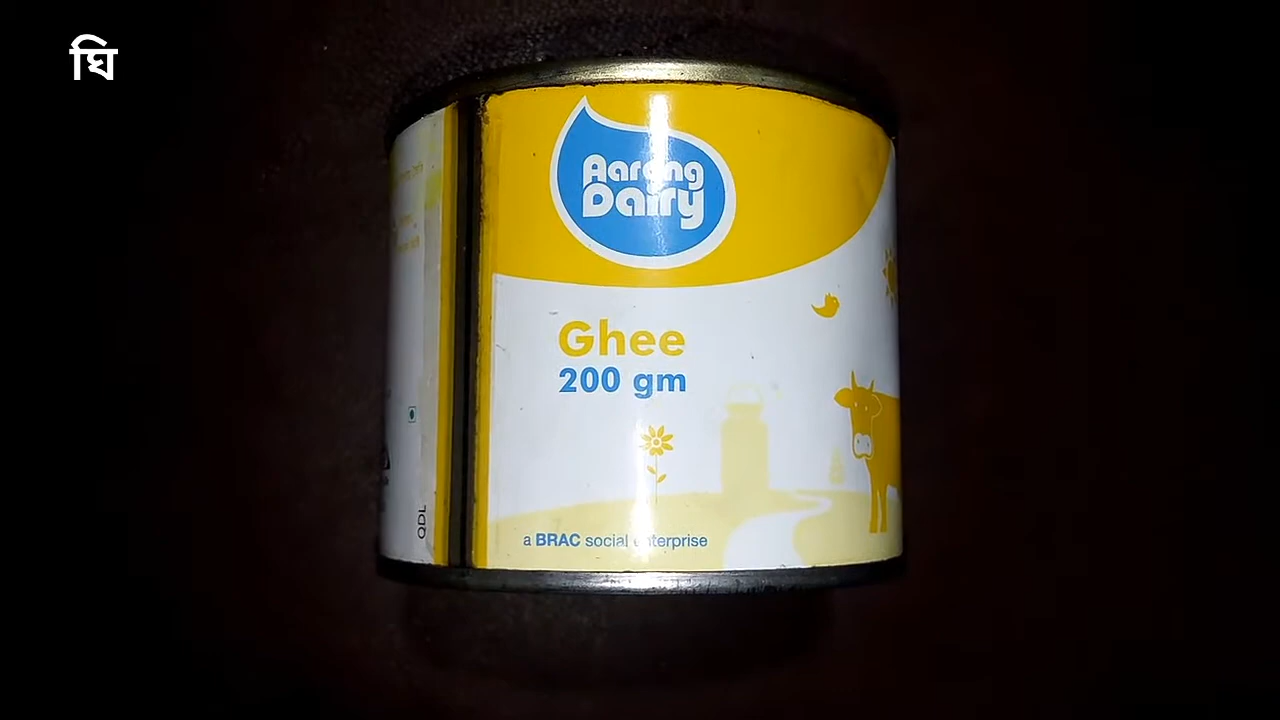 ঘি
Aarong
Dairy
Ghee
200 gm
a BRAC social enterprise
QDL